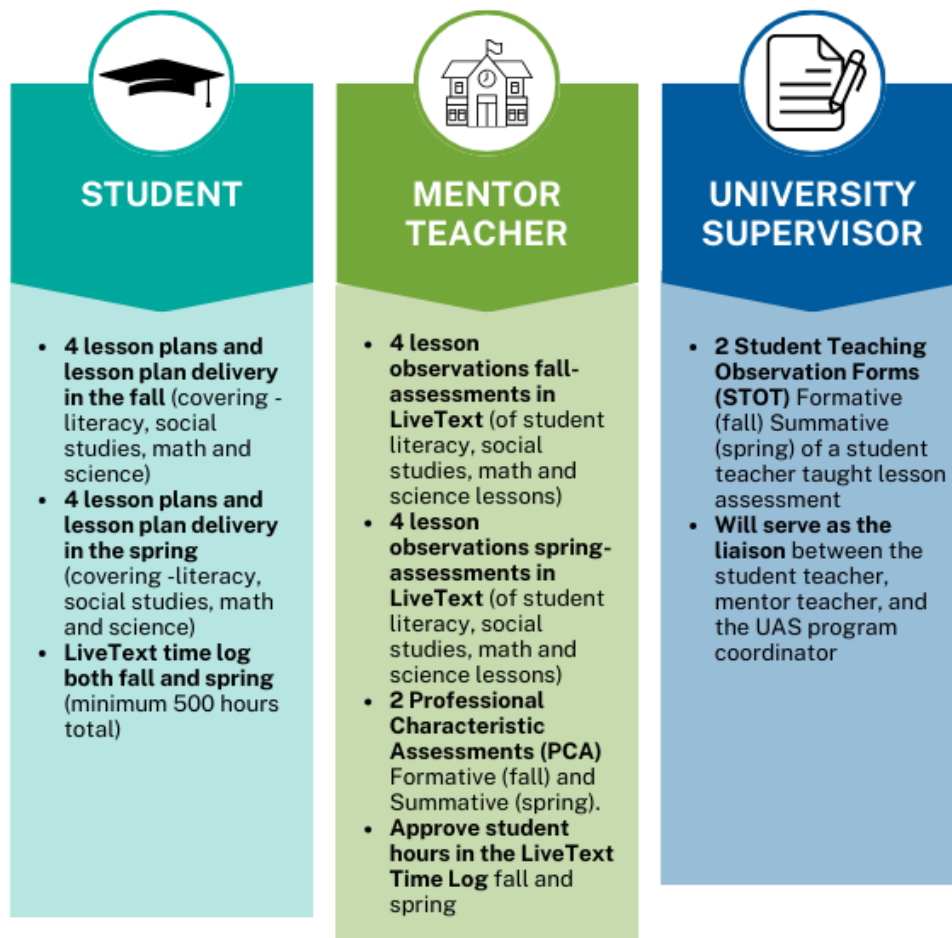 STUDENT
• 4 lesson plans and
lesson plan delivery
in the fall (covering -
literacy, social
studies, math and
science)
• 4 lesson plans and
lesson plan delivery
in the spring
(covering -literacy,
social studies, math
and science)
• LiveText time log
both fall and spring
(minimum 500 hours
total)
MENTOR
TEACHER
• 4 lesson
observations fall-
assessments in
LiveText (of student
literacy, social
studies, math and
science lessons)
• 4 lesson
observations spring-
assessments in
LiveText (of student
literacy, social
studies, math and
science lessons)
• 2 Professional
Characteristic
Assessments (PCA)
Formative (fall) and
Summative (spring).
• Approve student
hours in the LiveText
Time Log fall and
spring
UNIVERSITY
SUPERVISOR
• 2 Student Teaching
Observation Forms
(STOT) Formative
(fall) Summative
(spring) of a student
teacher taught lesson
assessment
• Will serve as the
liaison between the
student teacher,
mentor teacher, and
the UAS program
coordinator